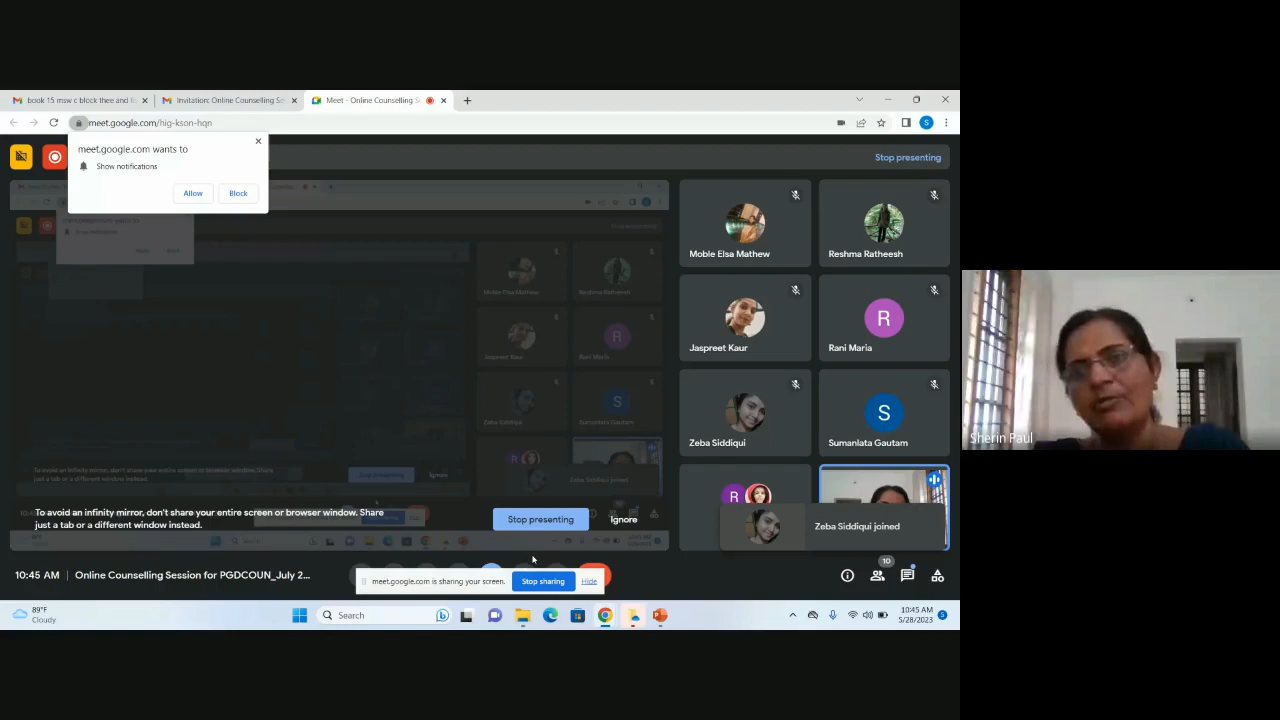 book 15 msw c block thee and fi
Invitation: Online Counselling Se
Meet - Online Counselling S
meet.google.com/hig-kson-hqn
meet.google.com wants to
Show notifications
Allow
Block
Stop presenting
Moble Elsa Mathew
Reshma Ratheesh
Jaspreet Kaur
R
Rani Maria
Zeba Siddiqui
S
Sumanlata Gautam
R
Zeba Siddiqui joined
To avoid an infinity mirror, don't share your entire screen or browser window. Share
just a tab or a different window instead.
Stop presenting
Ignore
10:45 AM | Online Counselling Session for PGDCOUN_July 2...
meet.google.com is sharing your screen.
Stop sharing
Hide
10
89°F
Cloudy
Search
10:45 AM
5/28/2023
5
Sherin Paul